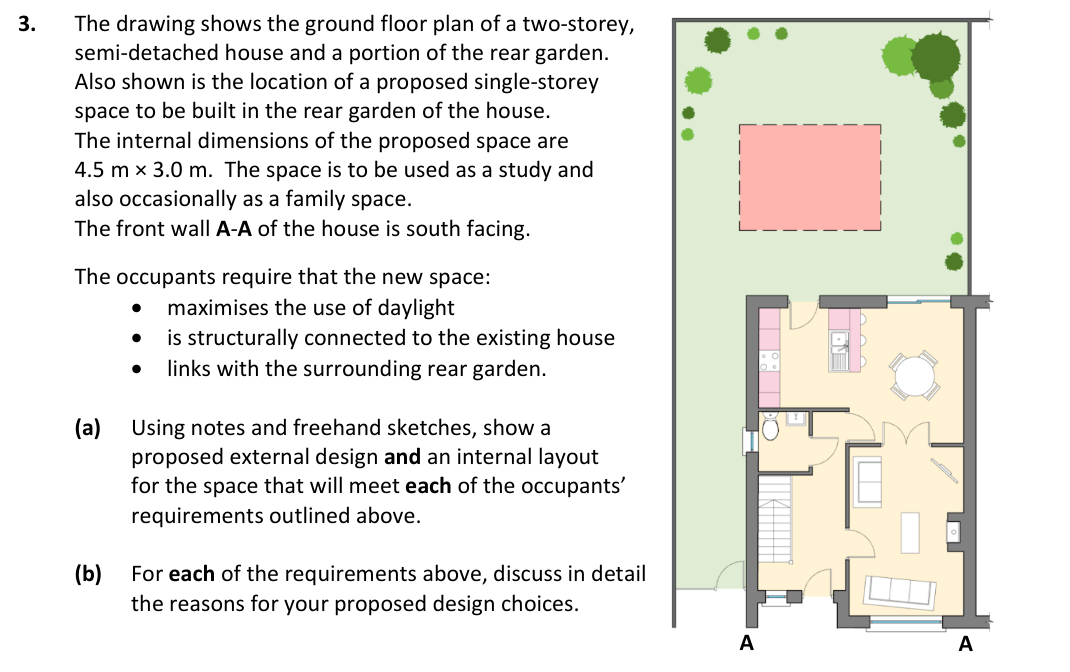 3. The drawing shows the ground floor plan of a two-storey,
semi-detached house and a portion of the rear garden.
Also shown is the location of a proposed single-storey
space to be built in the rear garden of the house.
The internal dimensions of the proposed space are
4.5 m × 3.0 m. The space is to be used as a study and
also occasionally as a family space.
The front wall A-A of the house is south facing.
The occupants require that the new space:
• maximises the use of daylight
• is structurally connected to the existing house
• links with the surrounding rear garden.
(a) Using notes and freehand sketches, show a
proposed external design and an internal layout
for the space that will meet each of the occupants’
requirements outlined above.
(b) For each of the requirements above, discuss in detail
the reasons for your proposed design choices.
A A